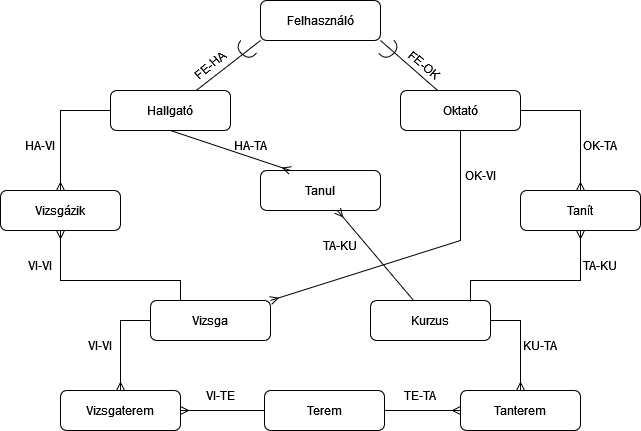 Felhasználó
FE-HA
FE-OK
Hallgató
Oktató
HA-VI
HA-TA
OK-VI
OK-TA
Vizsgázik
Tanul
Tanít
VI-VI
TA-KU
TA-KU
Vizsga
Kurzus
VI-VI
KU-TA
Vizsgaterem
VI-TE
Terem
TE-TA
Tanterem